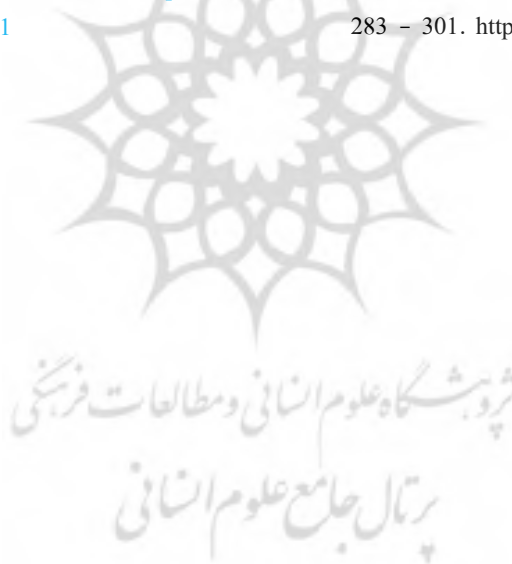 1 283 – 301. http
پژوهشگاه علوم انسانی و مطالعات فرهنگی
پرتال جامع علوم انسانی